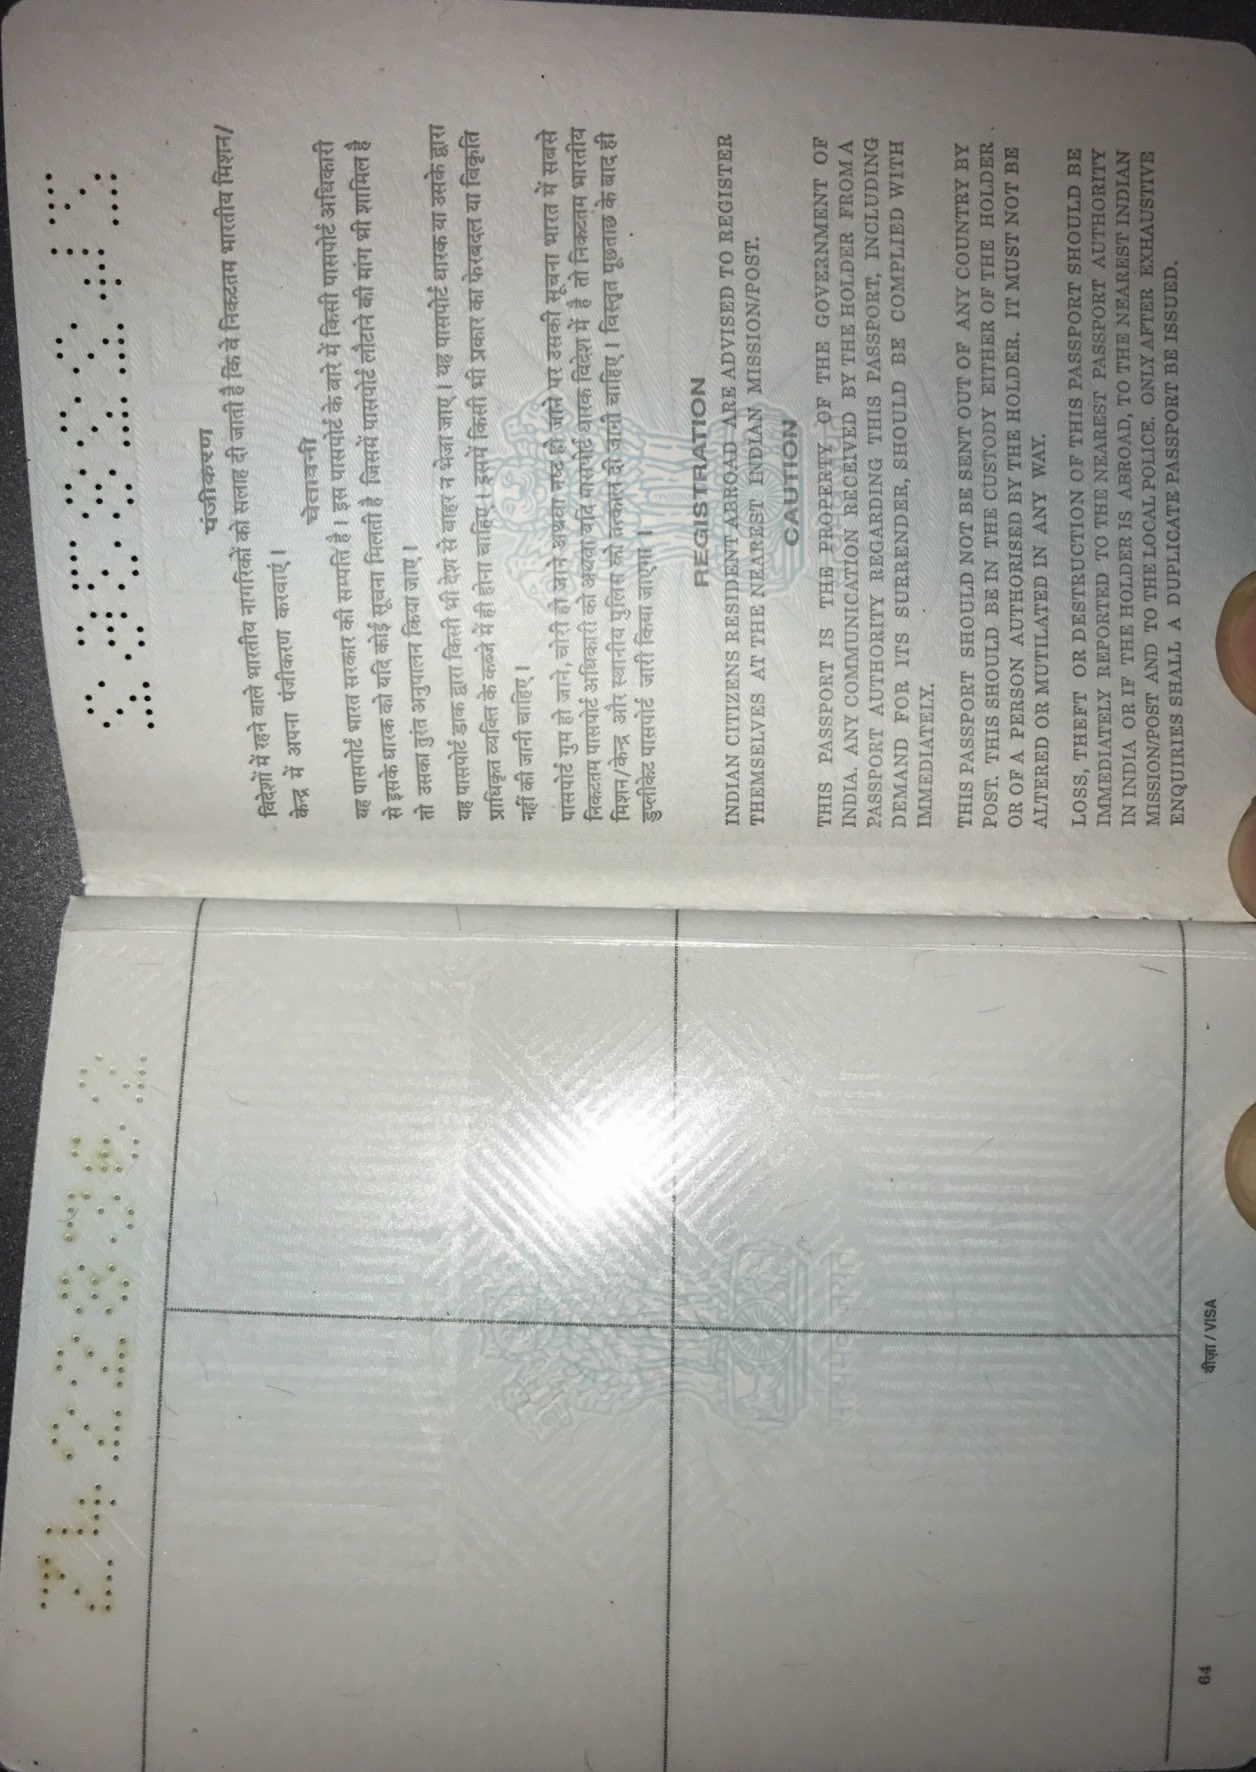 64 वीज़ा / VISA
पंजीकरण
विदेशों में रहने वाले भारतीय नागरिकों को सलाह दी जाती है कि वे निकटतम भारतीय मिशन/
केन्द्र में अपना पंजीकरण करवाएं।
चेतावनी
यह पासपोर्ट भारत सरकार की सम्पति है। इस पासपोर्ट के बारे में किसी पासपोर्ट अधिकारी
से इसके धारक को यदि कोई सूचना मिलती है जिसमें पासपोर्ट लौटाने की मांग भी शामिल है
तो उसका तुरंत अनुपालन किया जाए।
यह पासपोर्ट डाक द्वारा किसी भी देश से बाहर न भेजा जाए। यह पासपोर्ट धारक या उसके द्वारा
प्राधिकृत व्यक्ति के कब्जे में ही होना चाहिए। इसमें किसी भी प्रकार का फेरबदल या विकृति
नहीं की जानी चाहिए।
पासपोर्ट गुम हो जाने, चोरी हो जाने अथवा नष्ट हो जाने पर उसकी सूचना भारत में सबसे
निकटतम पासपोर्ट अधिकारी को अथवा यदि पासपोर्ट धारक विदेश में है तो निकटतम भारतीय
मिशन/केन्द्र और स्थानीय पुलिस को तत्काल दी जानी चाहिए। विस्तृत पूछताछ के बाद ही
डुप्लीकेट पासपोर्ट जारी किया जाएगा।
REGISTRATION
INDIAN CITIZENS RESIDENT ABROAD ARE ADVISED TO REGISTER
THEMSELVES AT THE NEAREST INDIAN MISSION/POST.
CAUTION
THIS PASSPORT IS THE PROPERTY OF THE GOVERNMENT OF
INDIA. ANY COMMUNICATION RECEIVED BY THE HOLDER FROM A
PASSPORT AUTHORITY REGARDING THIS PASSPORT, INCLUDING
DEMAND FOR ITS SURRENDER, SHOULD BE COMPLIED WITH
IMMEDIATELY.
THIS PASSPORT SHOULD NOT BE SENT OUT OF ANY COUNTRY BY
POST. THIS SHOULD BE IN THE CUSTODY EITHER OF THE HOLDER
OR OF A PERSON AUTHORISED BY THE HOLDER. IT MUST NOT BE
ALTERED OR MUTILATED IN ANY WAY.
LOSS, THEFT OR DESTRUCTION OF THIS PASSPORT SHOULD BE
IMMEDIATELY REPORTED TO THE NEAREST PASSPORT AUTHORITY
IN INDIA OR IF THE HOLDER IS ABROAD, TO THE NEAREST INDIAN
MISSION/POST AND TO THE LOCAL POLICE. ONLY AFTER EXHAUSTIVE
ENQUIRIES SHALL A DUPLICATE PASSPORT BE ISSUED.